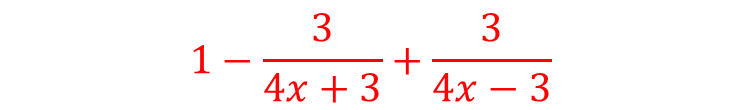 1 − 3/(4x + 3) + 3/(4x − 3)